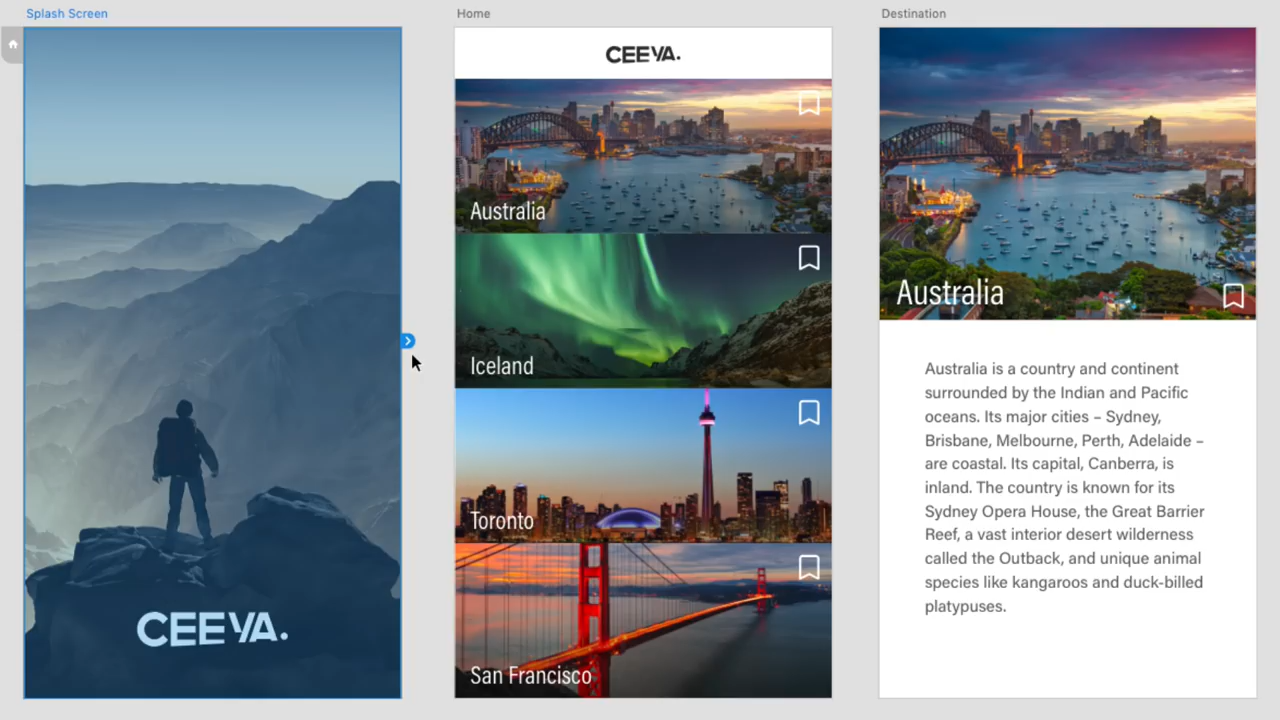 Splash Screen
Home
Destination
CEEVA.
CEEVA.
Australia
Iceland
Toronto
San Francisco
Australia
Australia is a country and continent
surrounded by the Indian and Pacific
oceans. Its major cities – Sydney,
Brisbane, Melbourne, Perth, Adelaide –
are coastal. Its capital, Canberra, is
inland. The country is known for its
Sydney Opera House, the Great Barrier
Reef, a vast interior desert wilderness
called the Outback, and unique animal
species like kangaroos and duck-billed
platypuses.